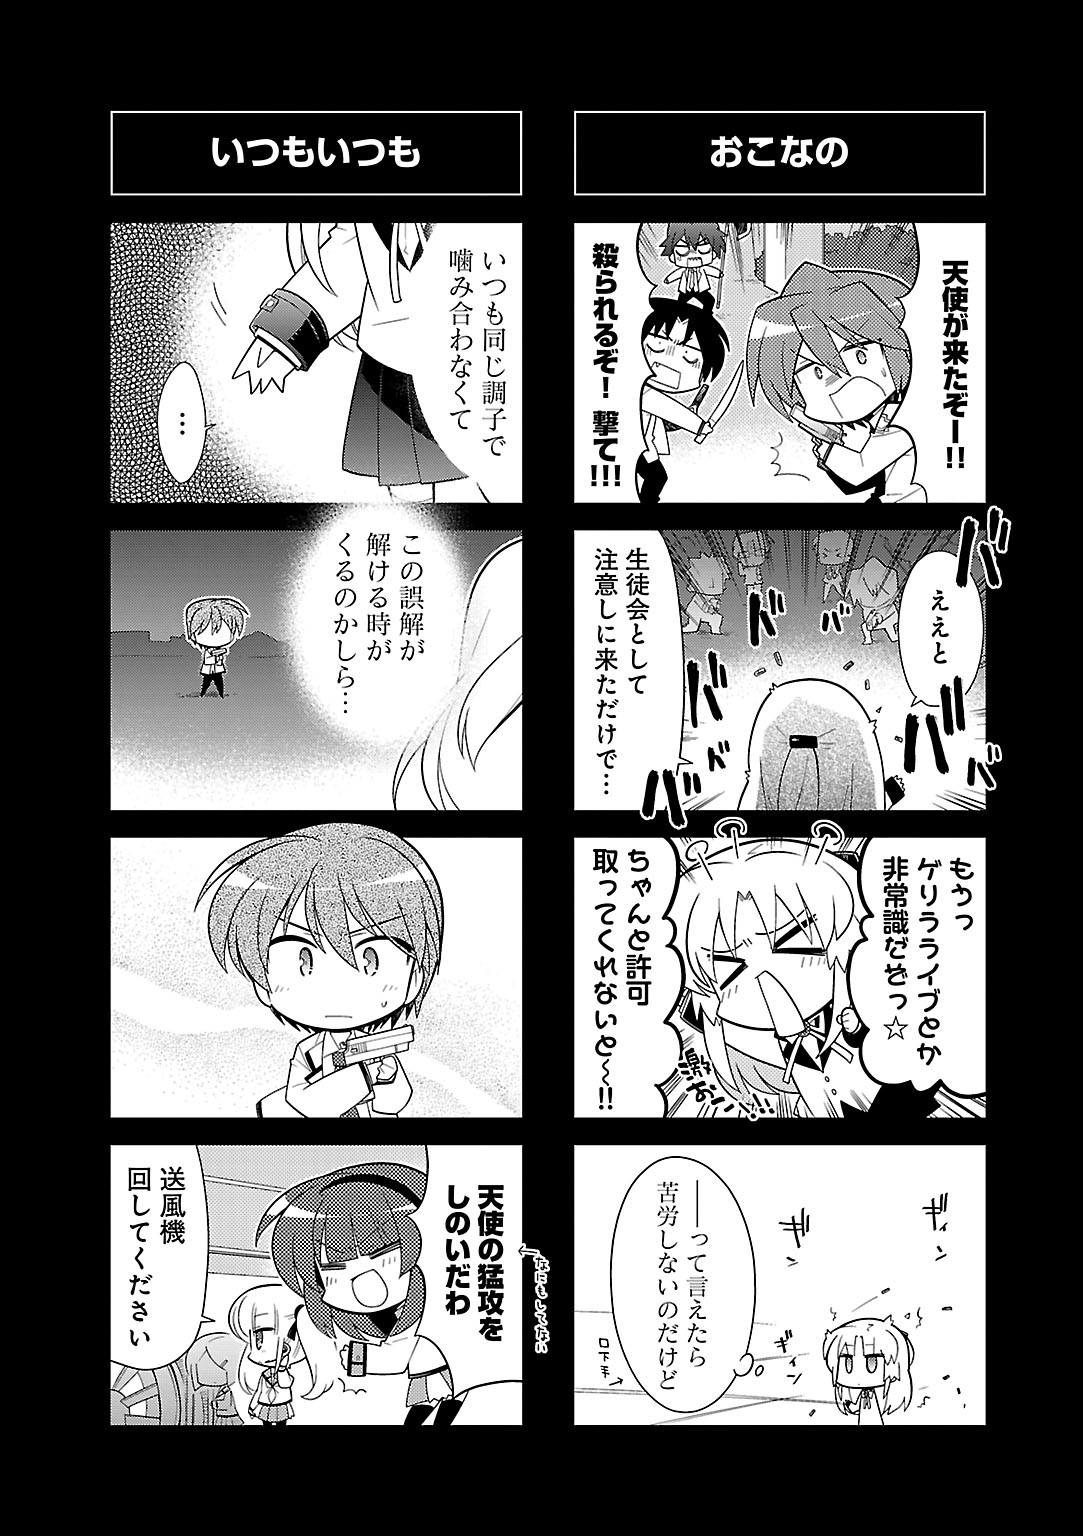 おこなの
天使が来たぞー!!
殺られるぞ！撃て!!!
ええと
生徒会として
注意しに来ただけで…
ババババ
ババババ
ババ
ババ
もうっ
ゲリラライブとか
非常識だぞっ☆
ちゃんと許可
取ってくれないと〜!!
激おこ!!!
――って言えたら
苦労しないのだけど
口下手→
キン
ギィン
いつもいつも
いつも同じ調子で
噛み合わなくて
…
この誤解が
解ける時が
くるのかしら…
天使の猛攻を
しのいだわ
←なにもしてない
送風機
回してください